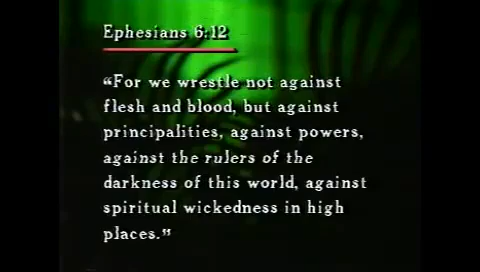 Ephesians 6:12
“For we wrestle not against
flesh and blood, but against
principalities, against powers,
against the rulers of the
darkness of this world, against
spiritual wickedness in high
places.”